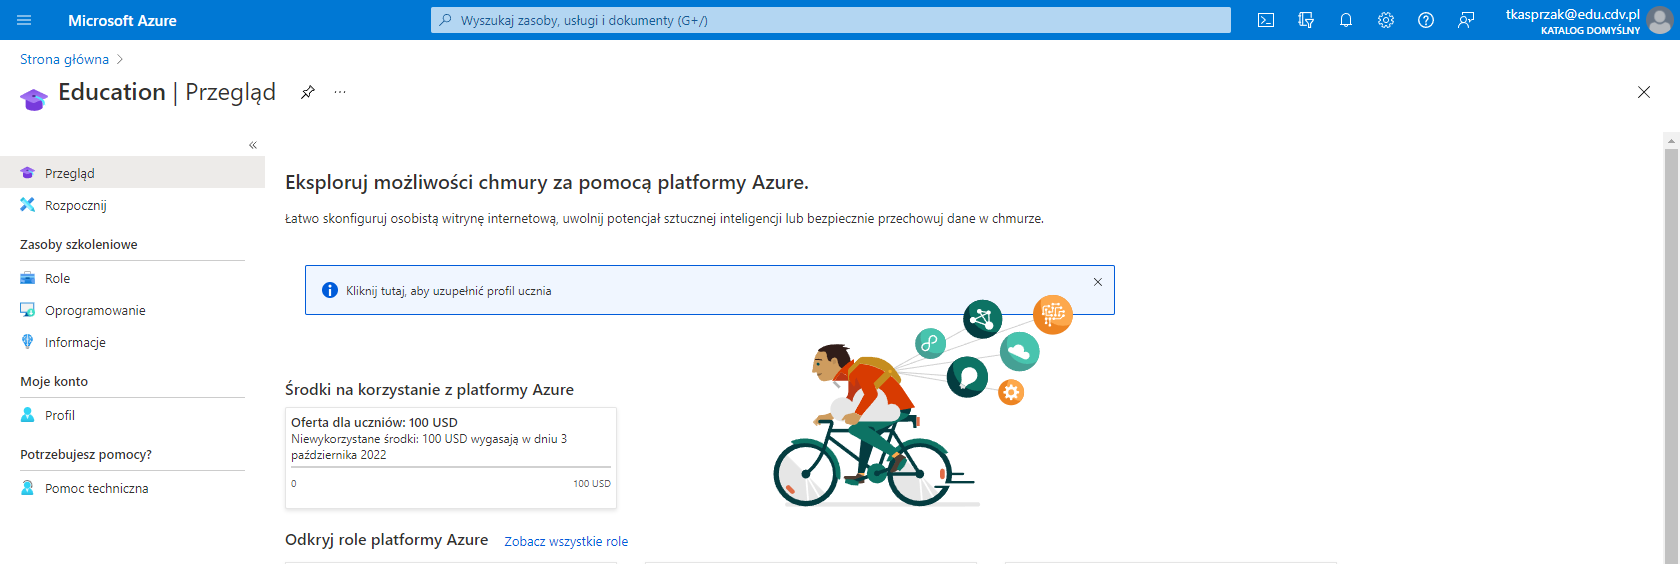 Microsoft Azure
Wyszukaj zasoby, usługi i dokumenty (G+/)
tkasprzak@edu.cdv.pl
KATALOG DOMYŚLNY
Strona główna
Education | Przegląd
Przegląd
Rozpocznij
Zasoby szkoleniowe
Role
Oprogramowanie
Informacje
Moje konto
Profil
Potrzebujesz pomocy?
Pomoc techniczna
Eksploruj możliwości chmury za pomocą platformy Azure.
Łatwo skonfiguruj osobistą witrynę internetową, uwolnij potencjał sztucznej inteligencji lub bezpiecznie przechowuj dane w chmurze.
Kliknij tutaj, aby uzupełnić profil ucznia
Środki na korzystanie z platformy Azure
Oferta dla uczniów: 100 USD
Niewykorzystane środki: 100 USD wygasają w dniu 3
października 2022
0 100 USD
Odkryj role platformy Azure Zobacz wszystkie role